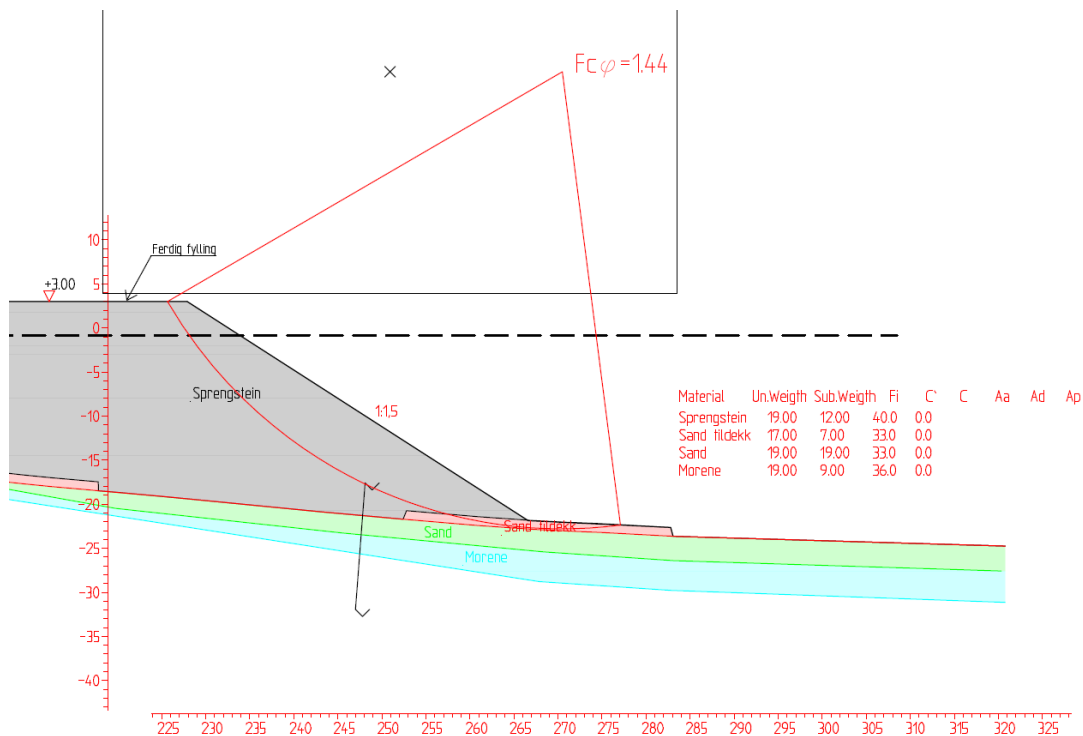 Fc φ=1.44
Ferdig fylling
+3.00
10
5
0
-5
-10
-15
-20
-25
-30
-35
-40
Sprengstein
1:1,5
Sand tildekk
Sand
Morene
Material Un.Weigth Sub.Weigth Fi C' C Aa Ad Ap
Sprengstein 19.00 12.00 40.0 0.0
Sand tildekk 17.00 7.00 33.0 0.0
Sand 19.00 19.00 33.0 0.0
Morene 19.00 9.00 36.0 0.0
225 230 235 240 245 250 255 260 265 270 275 280 285 290 295 300 305 310 315 320 325